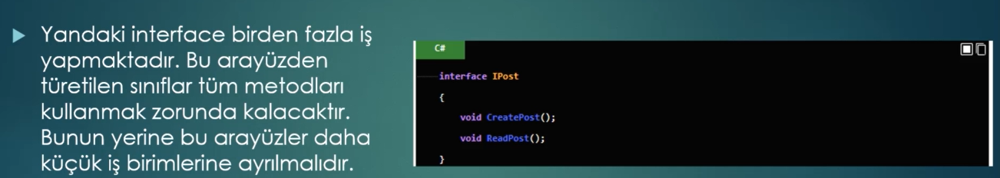 Yandaki interface birden fazla iş
yapmaktadır. Bu arayüzden
türetilen sınıflar tüm metodları
kullanmak zorunda kalacaktır.
Bunun yerine bu arayüzler daha
küçük iş birimlerine ayrılmalıdır.
C#
interface IPost
{
void CreatePost();
void ReadPost();
}